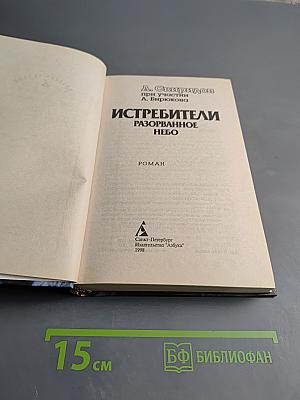 А. Свиридов
при участии
А. Бирюкова
ИСТРЕБИТЕЛИ
РАЗОРВАННОЕ
НЕБО
РОМАН
Санкт-Петербург
Издательство "Азбука"
1998
15 см
БФ БИБЛИОФАН